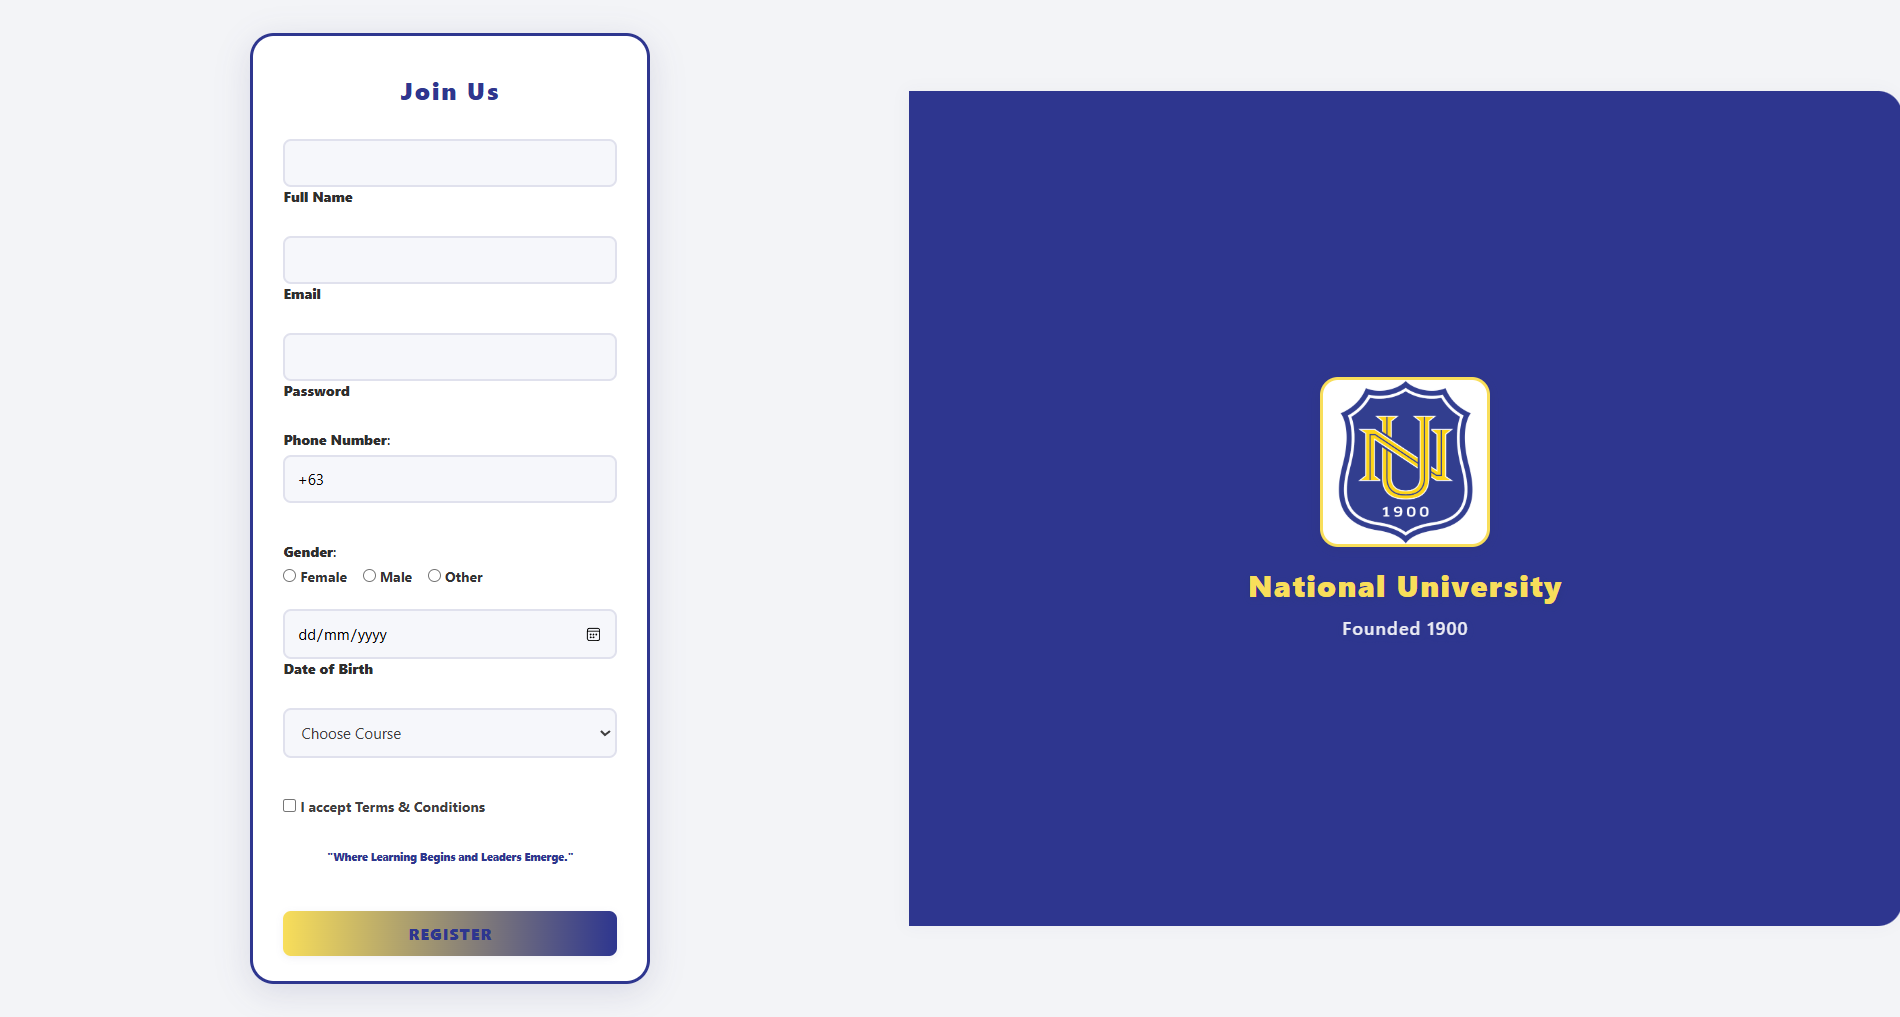 Join Us
Full Name
Email
Password
Phone Number:
+63
Gender:
Female Male Other
dd/mm/yyyy
Date of Birth
Choose Course
I accept Terms & Conditions
"Where Learning Begins and Leaders Emerge."
REGISTER
NU
1900
National University
Founded 1900